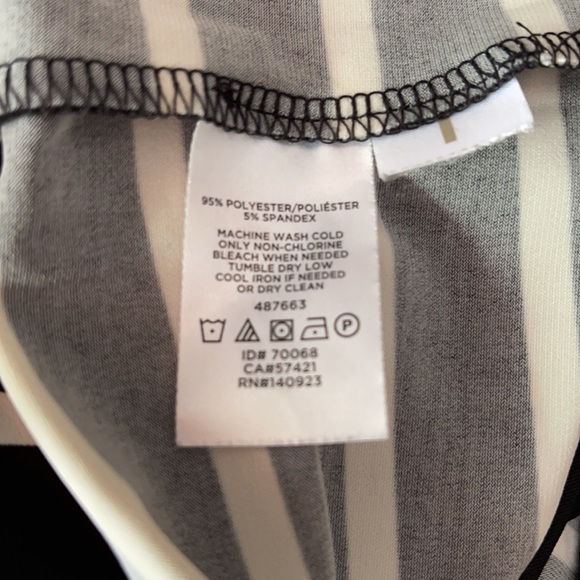 95% POLYESTER/POLIÉSTER
5% SPANDEX
MACHINE WASH COLD
ONLY NON-CHLORINE
BLEACH WHEN NEEDED
TUMBLE DRY LOW
COOL IRON IF NEEDED
OR DRY CLEAN
487663
P
ID# 70068
CA#57421
RN#140923